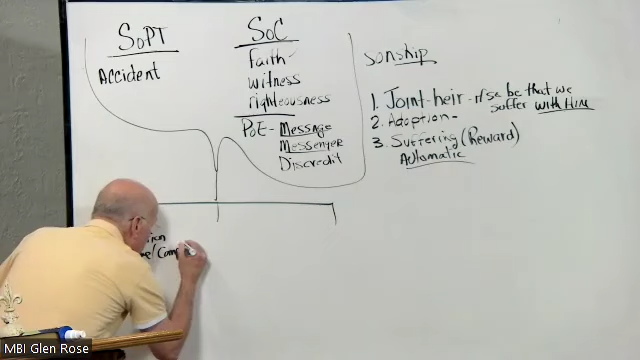 SoPT
Accident
SoC
Faith
witness
righteousness
PoE- Message
Messenger
Discredit
sonship
1. Joint-heir - if so be that we
suffer with Him
2. Adoption-
3. Suffering (Reward)
Automatic
MBI Glen Rose